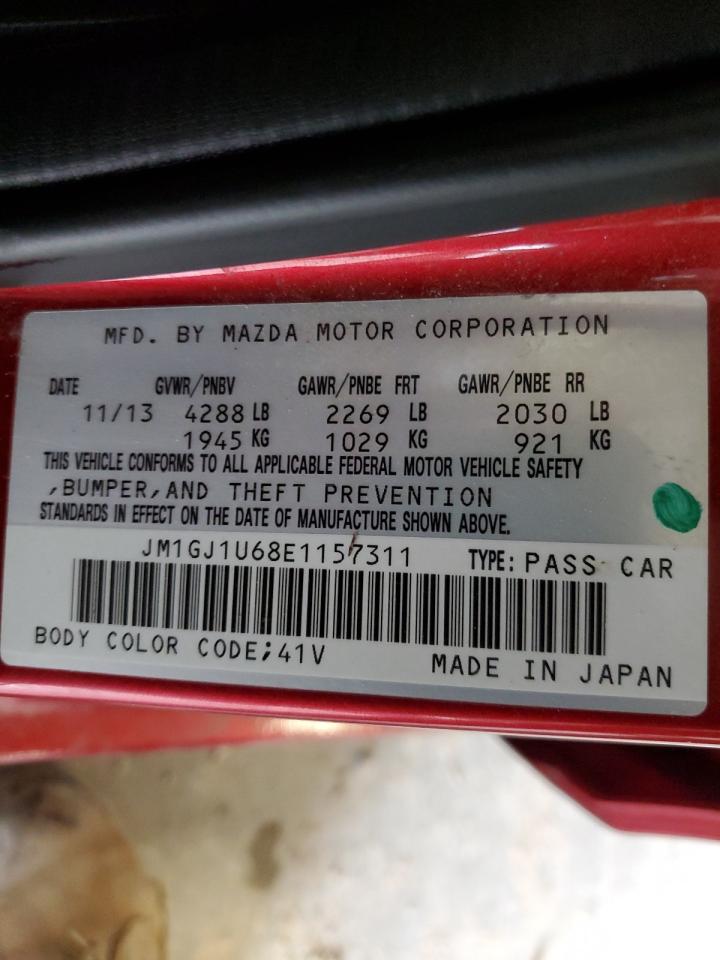 MFD. BY MAZDA MOTOR CORPORATION
DATE GVWR/PNBV GAWR/PNBE FRT GAWR/PNBE RR
11/13 4288 LB 2269 LB 2030 LB
1945 KG 1029 KG 921 KG
THIS VEHICLE CONFORMS TO ALL APPLICABLE FEDERAL MOTOR VEHICLE SAFETY
,BUMPER,AND THEFT PREVENTION
STANDARDS IN EFFECT ON THE DATE OF MANUFACTURE SHOWN ABOVE.
JM1GJ1U68E1157311 TYPE: PASS CAR
BODY COLOR CODE;41V MADE IN JAPAN